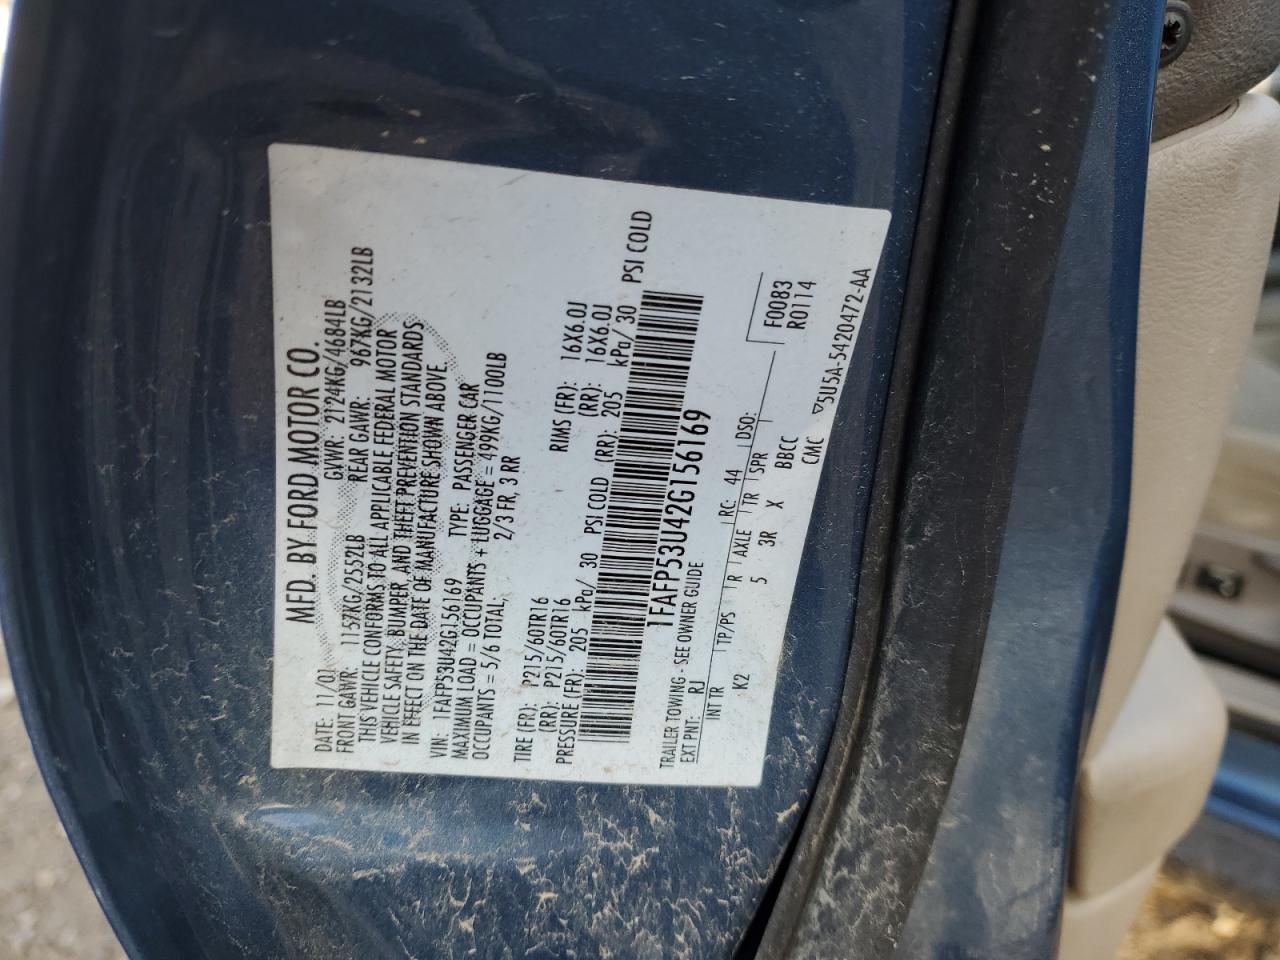 MFD. BY FORD MOTOR CO.
DATE: 11/01 GVWR: 2124KG/4684LB
FRONT GAWR: 1157KG/2552LB REAR GAWR: 967KG/2132LB
THIS VEHICLE CONFORMS TO ALL APPLICABLE FEDERAL MOTOR
VEHICLE SAFETY, BUMPER, AND THEFT PREVENTION STANDARDS
IN EFFECT ON THE DATE OF MANUFACTURE SHOWN ABOVE.
VIN: 1FAFP53U42G156169 TYPE: PASSENGER CAR
MAXIMUM LOAD = OCCUPANTS + LUGGAGE = 499KG/1100LB
OCCUPANTS = 5/6 TOTAL; 2/3 FR, 3 RR
TIRE (FR): P215/60TR16 RIMS (FR): 16X6.0J
(RR): P215/60TR16 (RR): 16X6.0J
PRESSURE (FR): 205 kPa/ 30 PSI COLD (RR): 205 kPa/ 30 PSI COLD
1FAFP53U42G156169
TRAILER TOWING - SEE OWNER GUIDE
EXT PNT: RJ RC: 44 DSO: F0083
R0114
INT TR TP/PS R AXLE TR SPR
K2 5 3R X BBCC
CMC ▽5U5A-5420472-AA